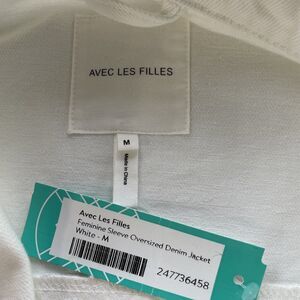 AVEC LES FILLES
M
Made in China
Avec Les Filles
Feminine Sleeve Oversized Denim Jacket
White - M
247736458